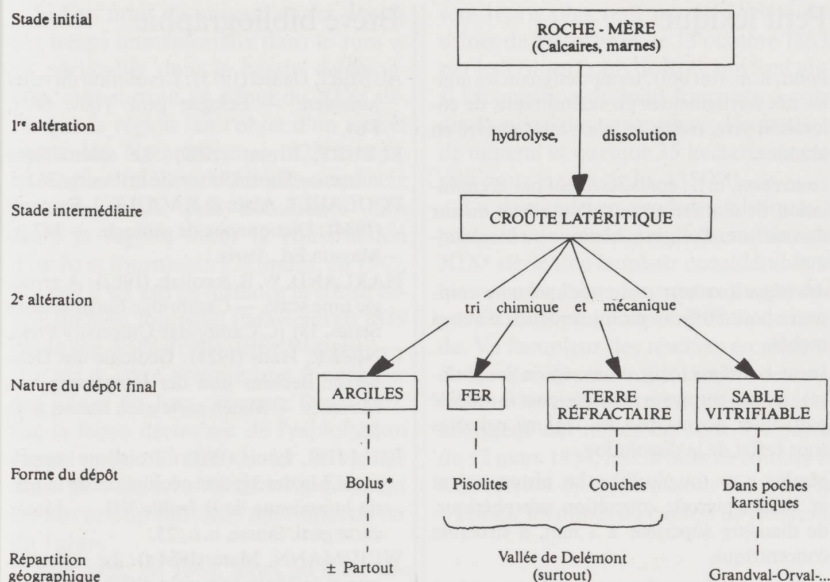 Stade initial
ROCHE - MÈRE
(Calcaires, marnes)
1re altération
hydrolyse, dissolution
Stade intermédiaire
CROÛTE LATÉRITIQUE
2e altération
tri chimique et mécanique
Nature du dépôt final
ARGILES
FER
TERRE
RÉFRACTAIRE
SABLE
VITRIFIABLE
Forme du dépôt
Bolus*
Pisolites
Couches
Dans poches
karstiques
Répartition
géographique
± Partout
Vallée de Delémont
(surtout)
Grandval-Orval-...